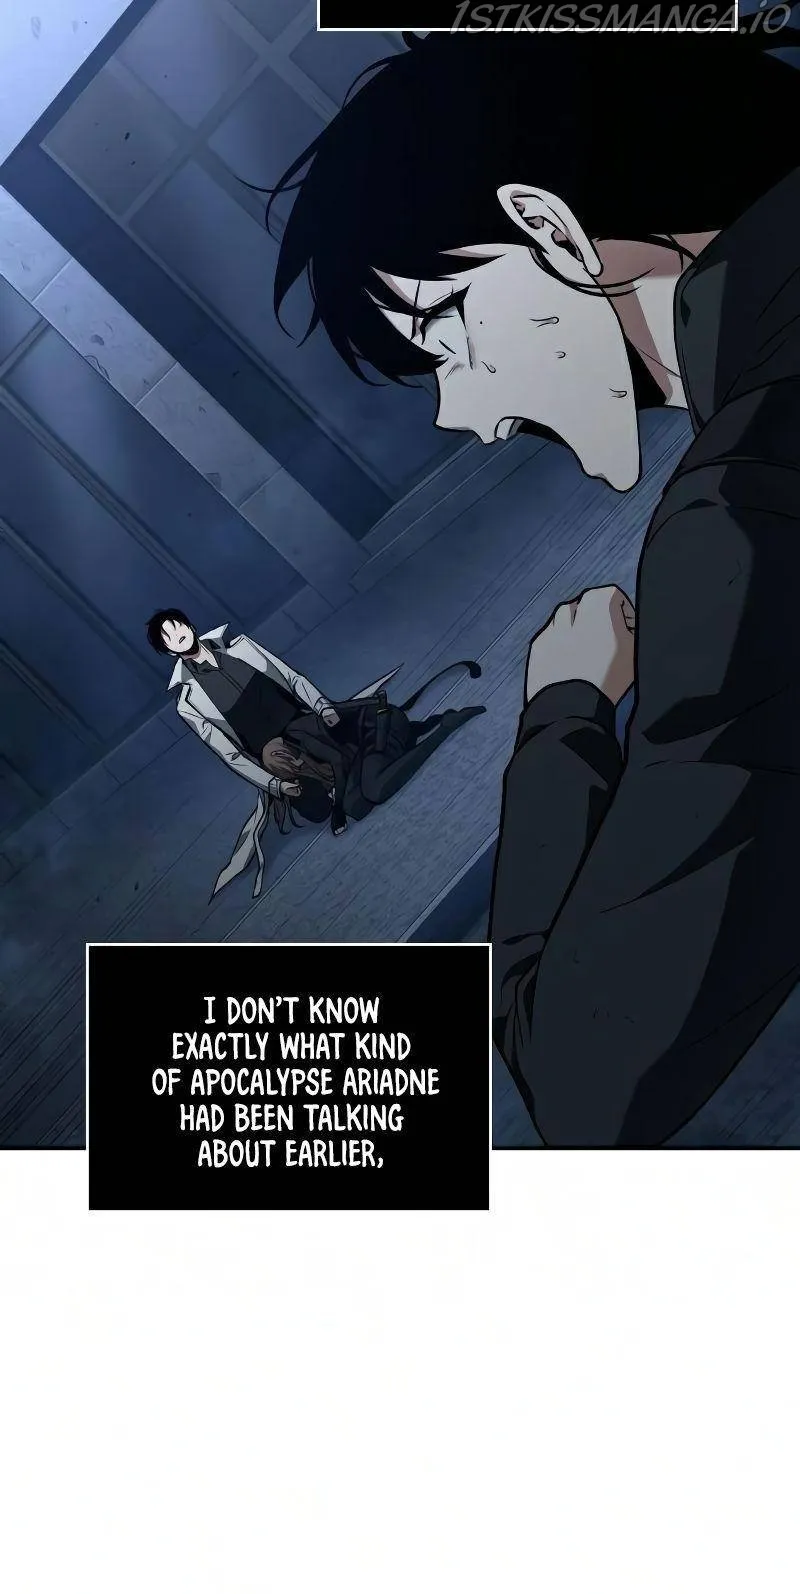 1STKISSMANGA.IO
I DON'T KNOW
EXACTLY WHAT KIND
OF APOCALYPSE ARIADNE
HAD BEEN TALKING
ABOUT EARLIER,